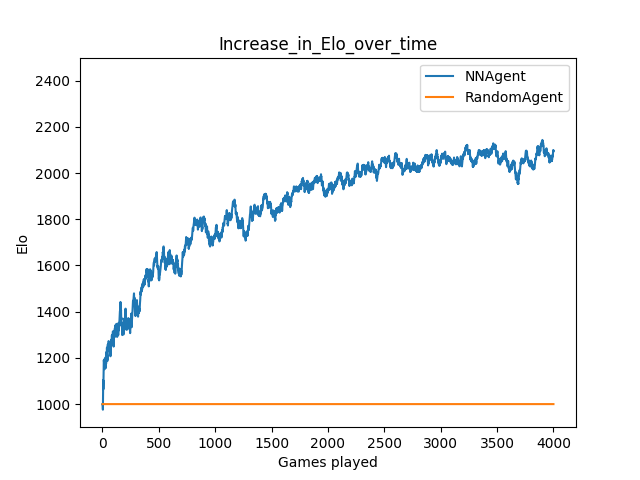 Increase_in_Elo_over_time
NNAgent
RandomAgent
2400
2200
2000
1800
1600
1400
1200
1000
Elo
0 500 1000 1500 2000 2500 3000 3500 4000
Games played